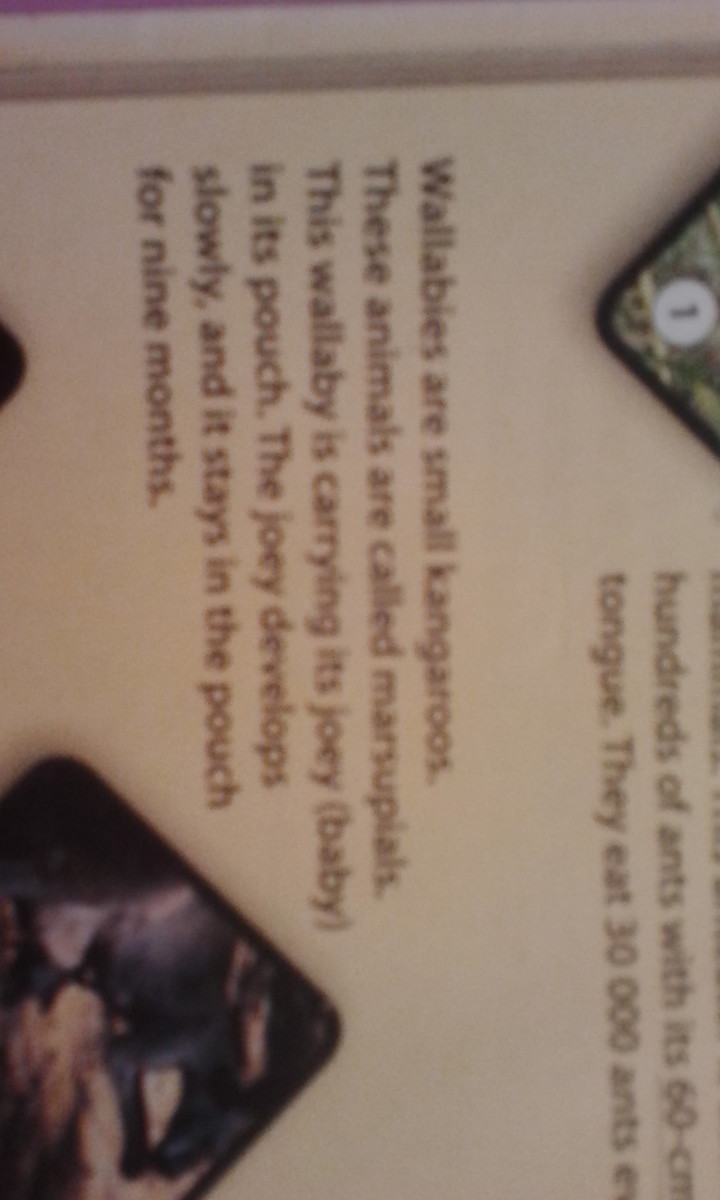 1
hundreds of ants with its 60-cm
tongue. They eat 30 000 ants
Wallabies are small kangaroos.
These animals are called marsupials.
This wallaby is carrying its joey (baby)
in its pouch. The joey develops
slowly, and it stays in the pouch
for nine months.